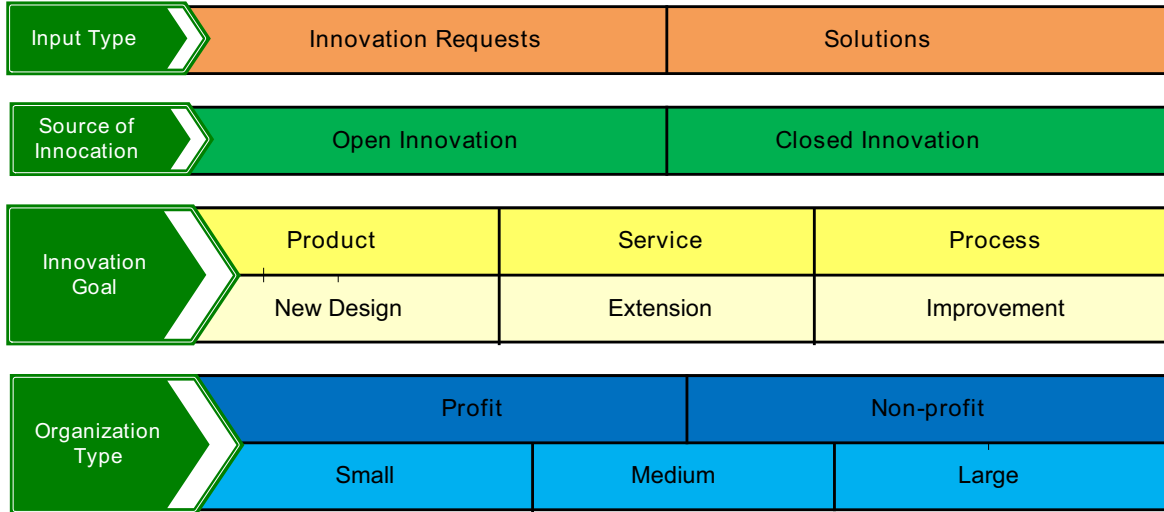 Input Type
Innovation Requests
Solutions
Source of
Innocation
Open Innovation
Closed Innovation
Innovation
Goal
Product
Service
Process
New Design
Extension
Improvement
Organization
Type
Profit
Non-profit
Small
Medium
Large